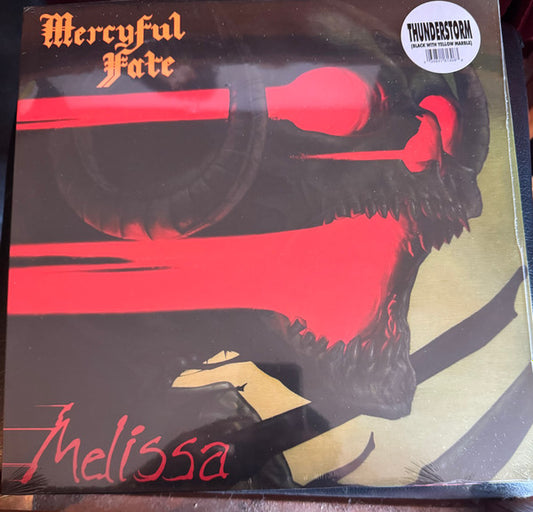 Mercyful
Fate
THUNDERSTORM
(BLACK WITH YELLOW MARBLE)
Melissa